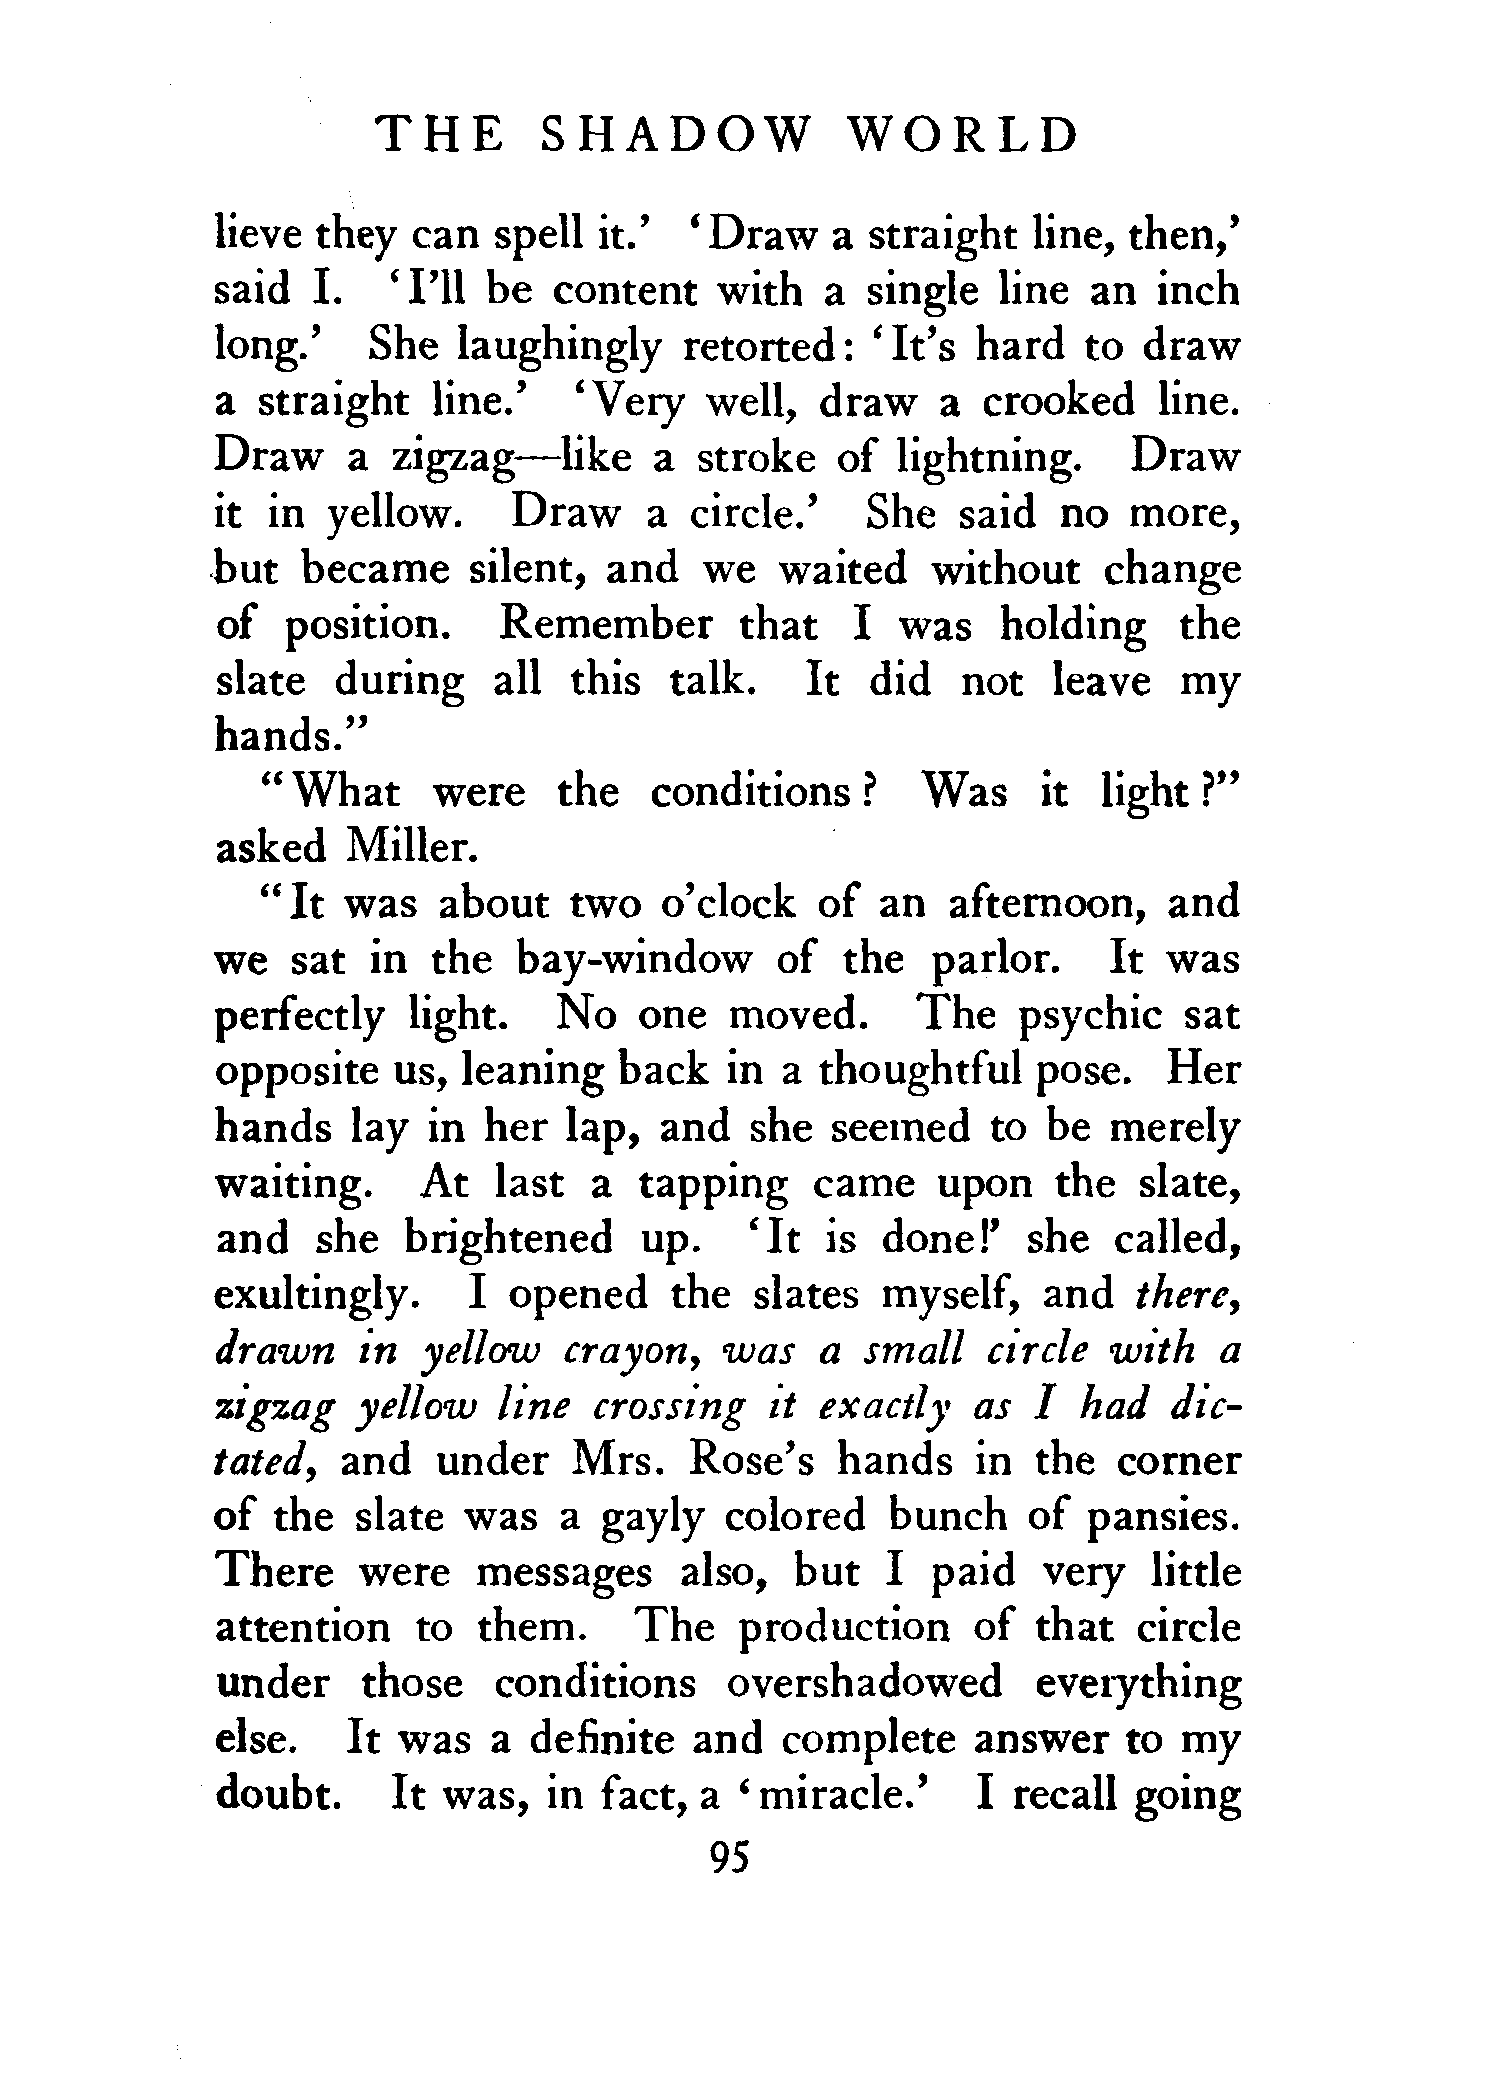 THE SHADOW WORLD
lieve they can spell it.’ ‘Draw a straight line, then,’
said I. ‘I’ll be content with a single line an inch
long.’ She laughingly retorted: ‘It’s hard to draw
a straight line.’ ‘Very well, draw a crooked line.
Draw a zigzag—like a stroke of lightning. Draw
it in yellow. Draw a circle.’ She said no more,
but became silent, and we waited without change
of position. Remember that I was holding the
slate during all this talk. It did not leave my
hands.”
“What were the conditions? Was it light?”
asked Miller.
“It was about two o’clock of an afternoon, and
we sat in the bay-window of the parlor. It was
perfectly light. No one moved. The psychic sat
opposite us, leaning back in a thoughtful pose. Her
hands lay in her lap, and she seemed to be merely
waiting. At last a tapping came upon the slate,
and she brightened up. ‘It is done!’ she called,
exultingly. I opened the slates myself, and there,
drawn in yellow crayon, was a small circle with a
zigzag yellow line crossing it exactly as I had dic-
tated, and under Mrs. Rose’s hands in the corner
of the slate was a gayly colored bunch of pansies.
There were messages also, but I paid very little
attention to them. The production of that circle
under those conditions overshadowed everything
else. It was a definite and complete answer to my
doubt. It was, in fact, a ‘miracle.’ I recall going
95